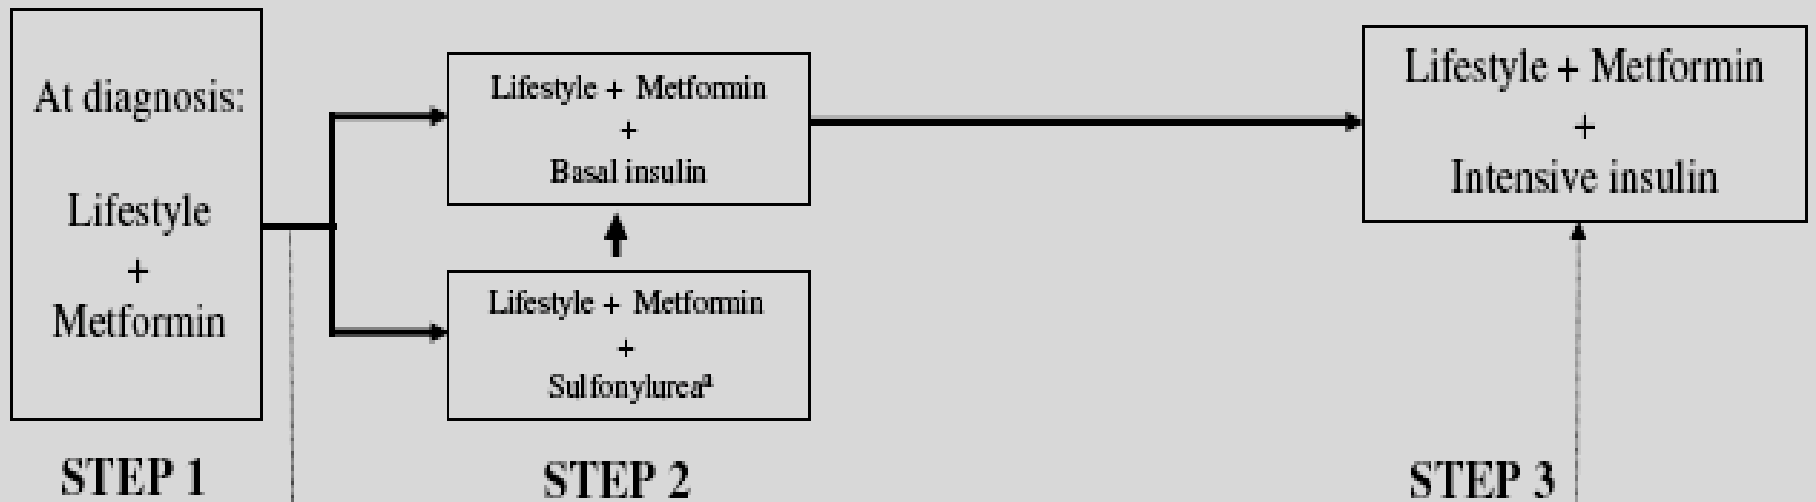 At diagnosis:
Lifestyle
+
Metformin
STEP 1
Lifestyle + Metformin
+
Basal insulin
Lifestyle + Metformin
+
Sulfonylureaª
STEP 2
Lifestyle + Metformin
+
Intensive insulin
STEP 3